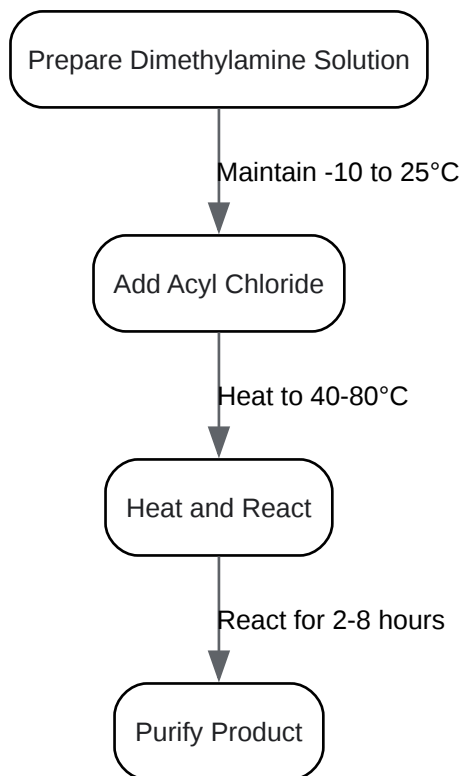 Prepare Dimethylamine Solution
Maintain -10 to 25°C
Add Acyl Chloride
Heat to 40-80°C
Heat and React
React for 2-8 hours
Purify Product